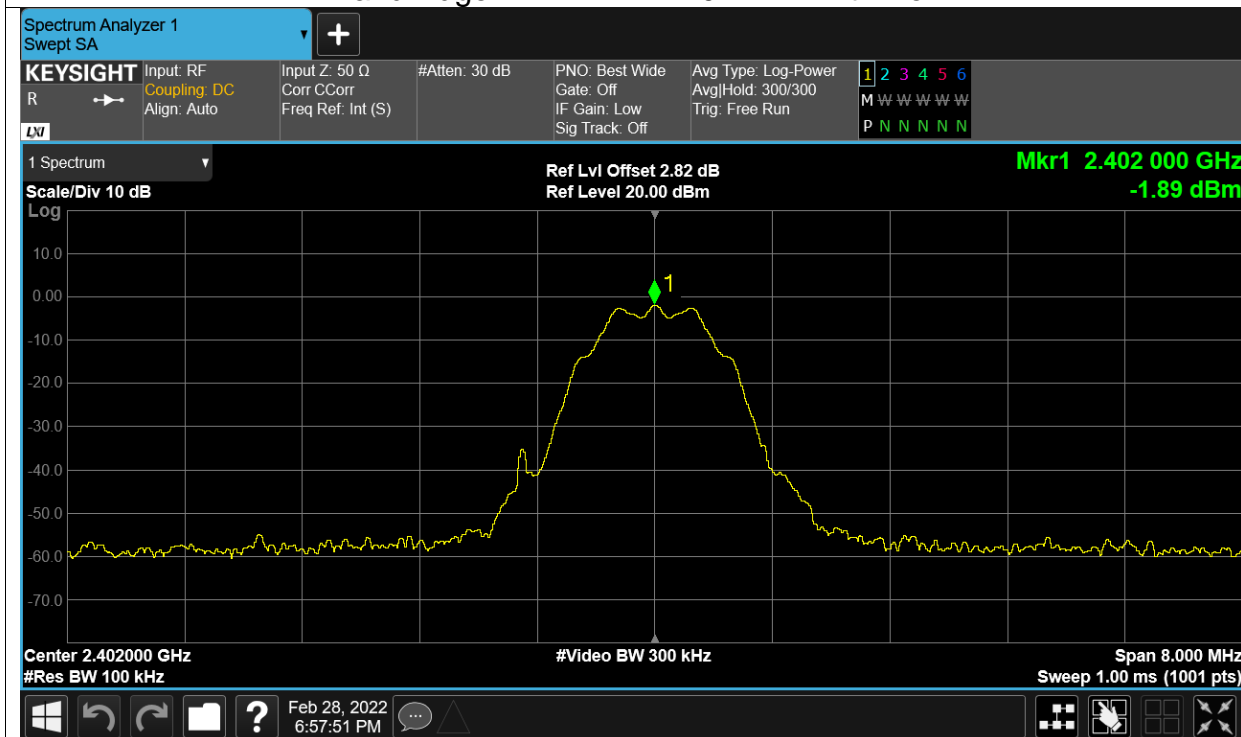 Spectrum Analyzer 1
Swept SA
KEYSIGHT
R
LXI
Input: RF
Coupling: DC
Align: Auto
Input Z: 50 Ω
Corr CCorr
Freq Ref: Int (S)
#Atten: 30 dB
PNO: Best Wide
Gate: Off
IF Gain: Low
Sig Track: Off
Avg Type: Log-Power
Avg|Hold: 300/300
Trig: Free Run
1 2 3 4 5 6
M W W W W W
P N N N N N
1 Spectrum
Scale/Div 10 dB
Log
Ref Lvl Offset 2.82 dB
Ref Level 20.00 dBm
Mkr1 2.402 000 GHz
-1.89 dBm
10.0
0.00
-10.0
-20.0
-30.0
-40.0
-50.0
-60.0
-70.0
1
Center 2.402000 GHz
#Res BW 100 kHz
#Video BW 300 kHz
Span 8.000 MHz
Sweep 1.00 ms (1001 pts)
?
Feb 28, 2022
6:57:51 PM